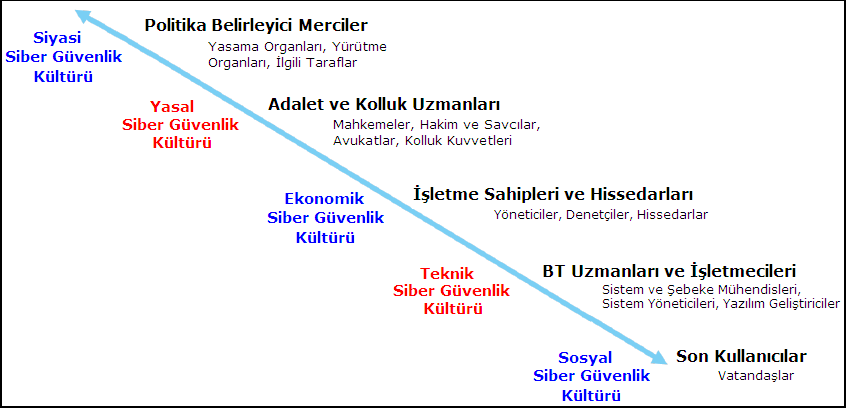 Politika Belirleyici Merciler
Yasama Organları, Yürütme
Organları, İlgili Taraflar
Siyasi
Siber Güvenlik
Kültürü
Adalet ve Kolluk Uzmanları
Mahkemeler, Hakim ve Savcılar,
Avukatlar, Kolluk Kuvvetleri
Yasal
Siber Güvenlik
Kültürü
İşletme Sahipleri ve Hissedarları
Yöneticiler, Denetçiler, Hissedarlar
Ekonomik
Siber Güvenlik
Kültürü
BT Uzmanları ve İşletmecileri
Sistem ve Şebeke Mühendisleri,
Sistem Yöneticileri, Yazılım Geliştiriciler
Teknik
Siber Güvenlik
Kültürü
Son Kullanıcılar
Vatandaşlar
Sosyal
Siber Güvenlik
Kültürü